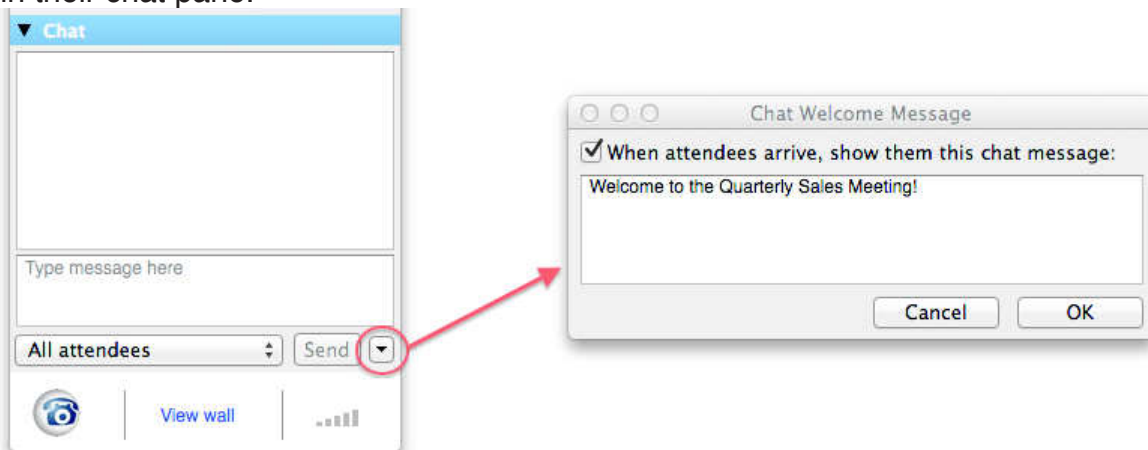 in their chat pane.
Chat
Type message here
All attendees
Send
View wall
Chat Welcome Message
When attendees arrive, show them this chat message:
Welcome to the Quarterly Sales Meeting!
Cancel
OK